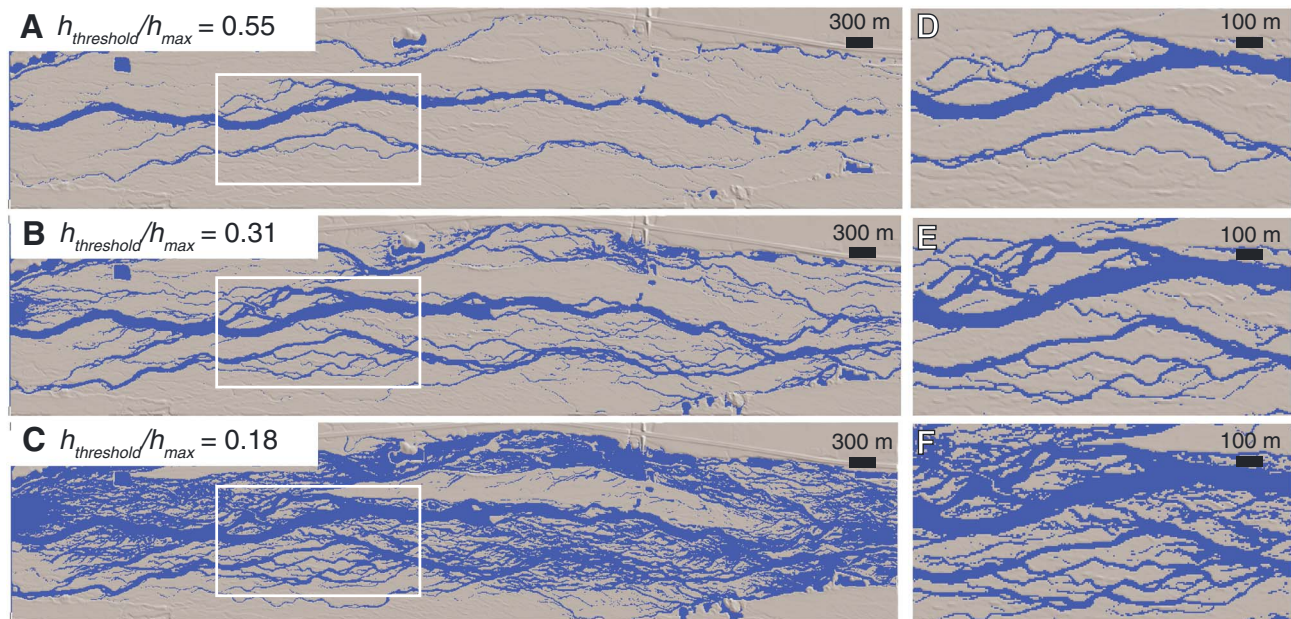 A h_threshold/h_max = 0.55
300 m
D
100 m
B h_threshold/h_max = 0.31
300 m
E
100 m
C h_threshold/h_max = 0.18
300 m
F
100 m